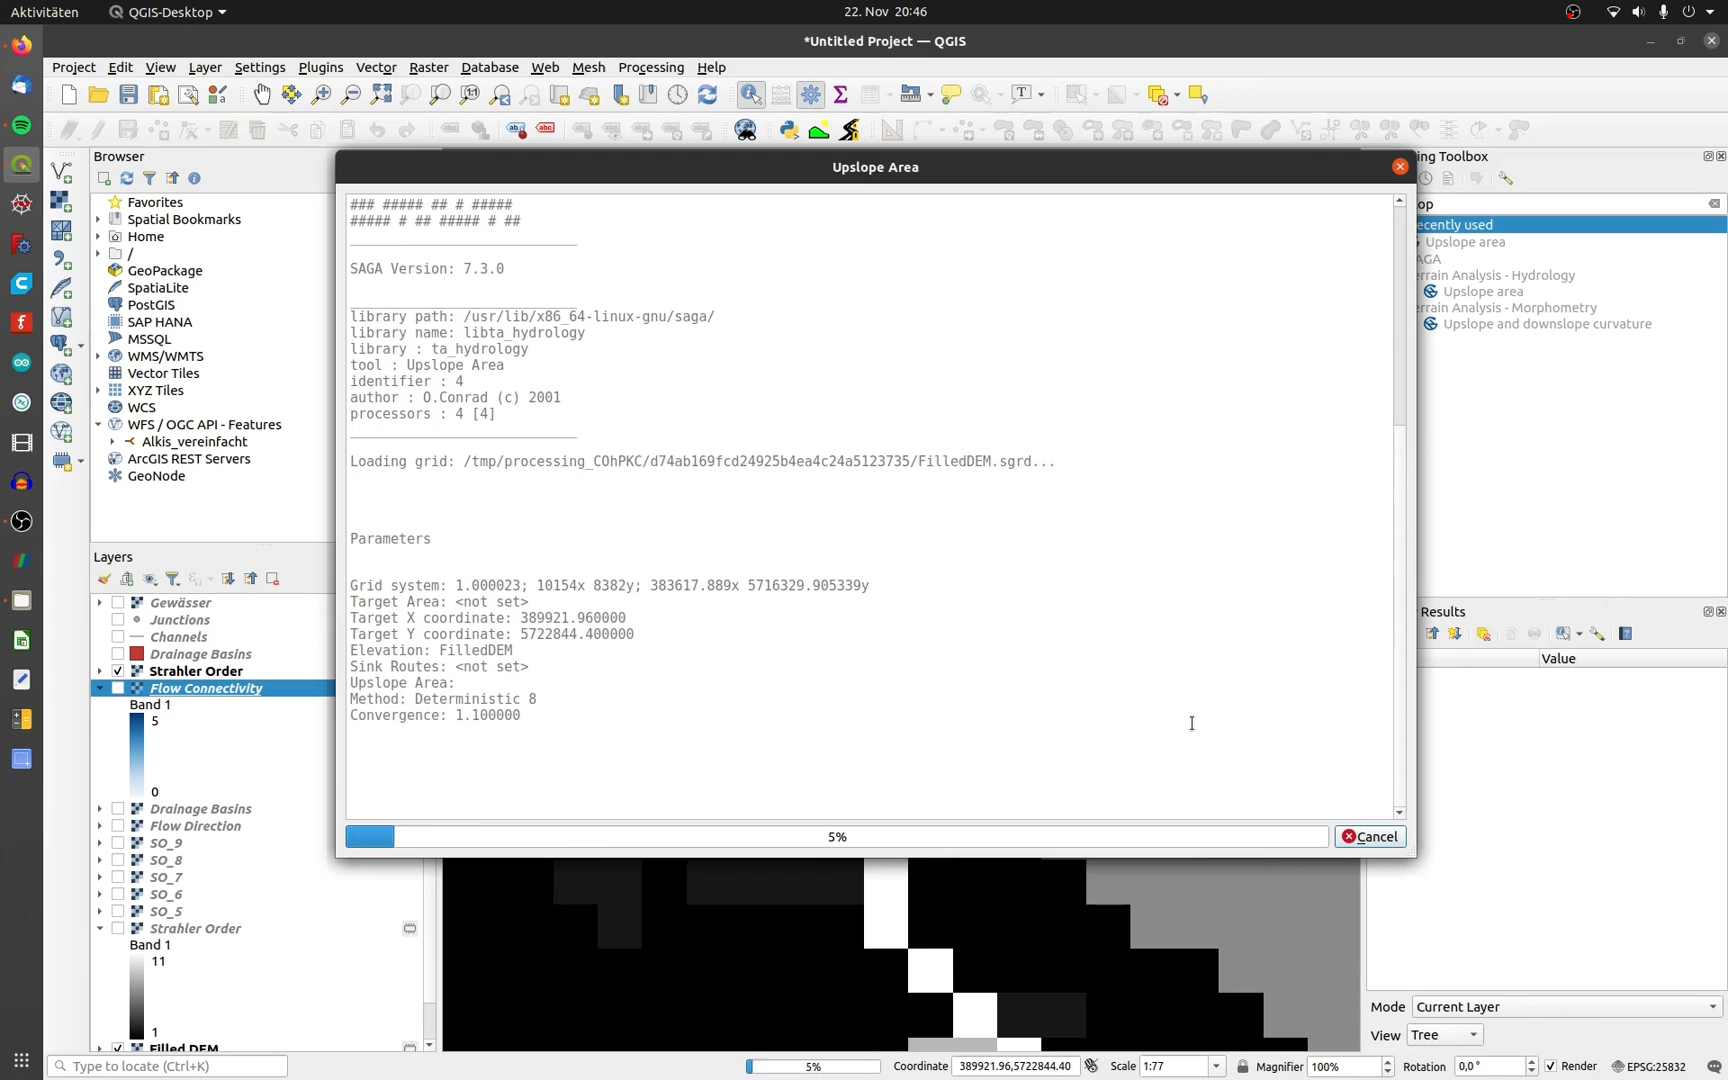 Aktivitäten
QGIS-Desktop
22. Nov 20:46
*Untitled Project — QGIS
Project Edit View Layer Settings Plugins Vector Raster Database Web Mesh Processing Help
Browser
Favorites
Spatial Bookmarks
Home
/
GeoPackage
SpatiaLite
PostGIS
SAP HANA
MSSQL
WMS/WMTS
Vector Tiles
XYZ Tiles
WCS
WFS / OGC API - Features
Alkis_vereinfacht
ArcGIS REST Servers
GeoNode
Layers
Gewässer
Junctions
Channels
Drainage Basins
Strahler Order
Flow Connectivity
Band 1
5
0
Drainage Basins
Flow Direction
SO_9
SO_8
SO_7
SO_6
SO_5
Strahler Order
Band 1
11
1
Filled DEM
Upslope Area
### ##### ## # #####
##### # ## ##### # ##
SAGA Version: 7.3.0
library path: /usr/lib/x86_64-linux-gnu/saga/
library name: libta_hydrology
library : ta_hydrology
tool : Upslope Area
identifier : 4
author : O.Conrad (c) 2001
processors : 4 [4]
Loading grid: /tmp/processing_COhPKC/d74ab169fcd24925b4ea4c24a5123735/FilledDEM.sgrd...
Parameters
Grid system: 1.000023; 10154x 8382y; 383617.889x 5716329.905339y
Target Area: <not set>
Target X coordinate: 389921.960000
Target Y coordinate: 5722844.400000
Elevation: FilledDEM
Sink Routes: <not set>
Upslope Area:
Method: Deterministic 8
Convergence: 1.100000
5%
Cancel
ing Toolbox
op
ecently used
Upslope area
AGA
errain Analysis - Hydrology
Upslope area
errain Analysis - Morphometry
Upslope and downslope curvature
Results
Value
Mode Current Layer
View Tree
Type to locate (Ctrl+K)
5%
Coordinate 389921.96,5722844.40
Scale 1:77
Magnifier 100%
Rotation 0,0°
Render
EPSG:25832